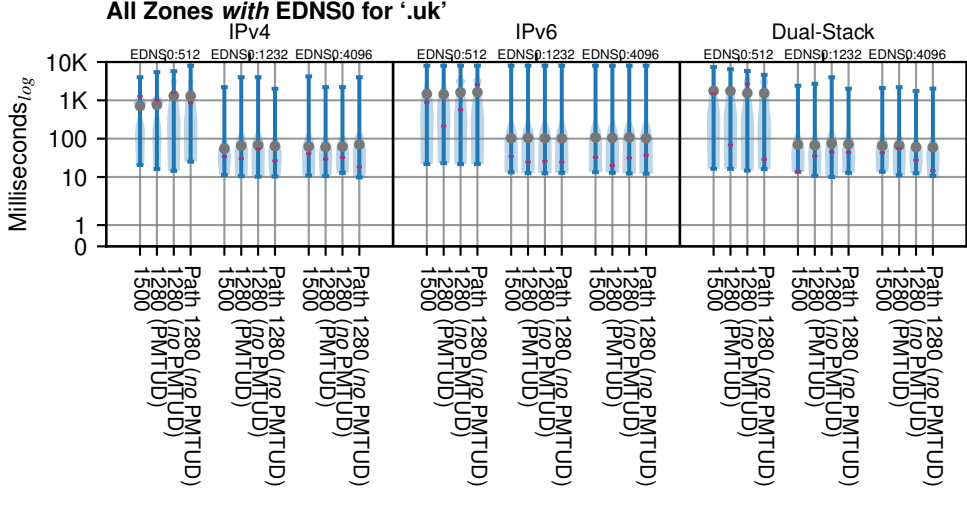 All Zones with EDNS0 for ‘.uk’
IPv4
IPv6
Dual-Stack
EDNS0:512
EDNS0:1232
EDNS0:4096
EDNS0:512
EDNS0:1232
EDNS0:4096
EDNS0:512
EDNS0:1232
EDNS0:4096
Milliseconds log
10K
1K
100
10
1
0
1500
1280 (PMTUD)
1280 (no PMTUD)
Path 1280 (no PMTUD)
1500
1280 (PMTUD)
1280 (no PMTUD)
Path 1280 (no PMTUD)
1500
1280 (PMTUD)
1280 (no PMTUD)
Path 1280 (no PMTUD)
1500
1280 (PMTUD)
1280 (no PMTUD)
Path 1280 (no PMTUD)
1500
1280 (PMTUD)
1280 (no PMTUD)
Path 1280 (no PMTUD)
1500
1280 (PMTUD)
1280 (no PMTUD)
Path 1280 (no PMTUD)
1500
1280 (PMTUD)
1280 (no PMTUD)
Path 1280 (no PMTUD)
1500
1280 (PMTUD)
1280 (no PMTUD)
Path 1280 (no PMTUD)
1500
1280 (PMTUD)
1280 (no PMTUD)
Path 1280 (no PMTUD)